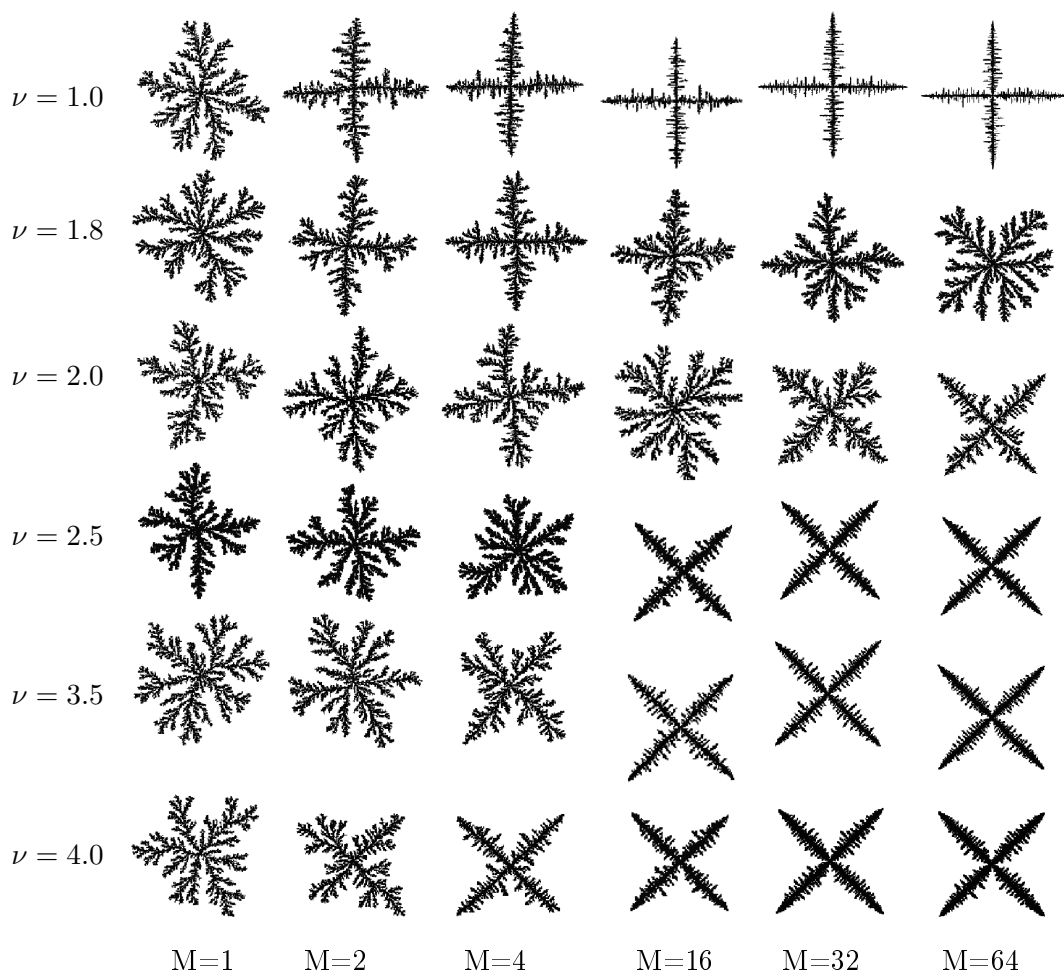 ν = 1.0
ν = 1.8
ν = 2.0
ν = 2.5
ν = 3.5
ν = 4.0
M=1 M=2 M=4 M=16 M=32 M=64